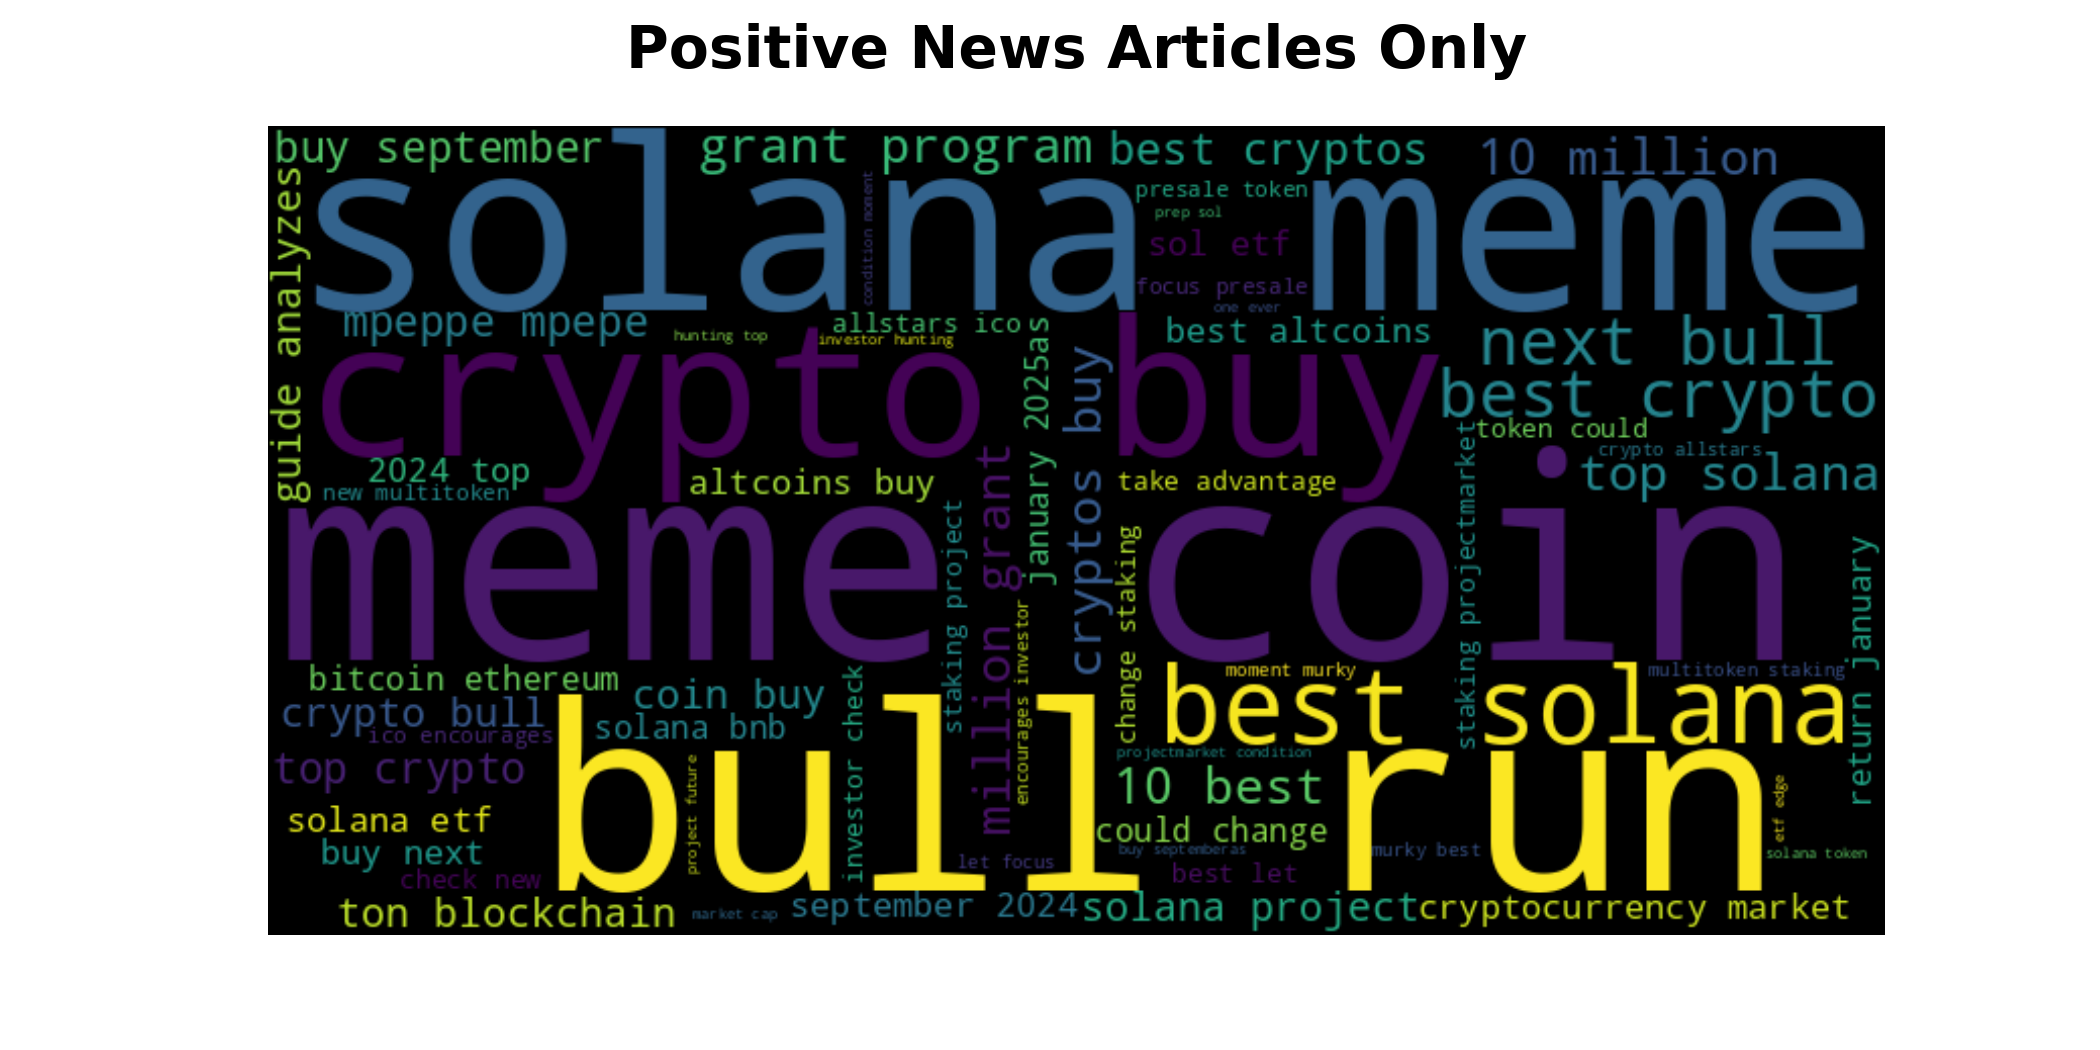 Positive News Articles Only
buy september
grant program
best cryptos
10 million
solana meme
guide analyzes
condition moment
presale token
prep sol
sol etf
focus presale
one ever
mpeppe mpepe
hunting top
allstars ico
investor hunting
best altcoins
next bull
crypto buy
best crypto
january 2025as
cryptos buy
token could
crypto allstars
top solana
2024 top
new multitoken
altcoins buy
take advantage
meme coin
staking project
million grant
encourages investor
change staking
staking projectmarket
return january
bitcoin ethereum
coin buy
moment murky
multitoken staking
best solana
crypto bull
ico encourages
solana bnb
investor check
top crypto
bull run
project future
projectmarket condition
10 best
etf edge
solana etf
could change
buy next
buy septemberas
murky best
solana token
let focus
check new
best let
ton blockchain
market cap
september 2024
solana project
cryptocurrency market